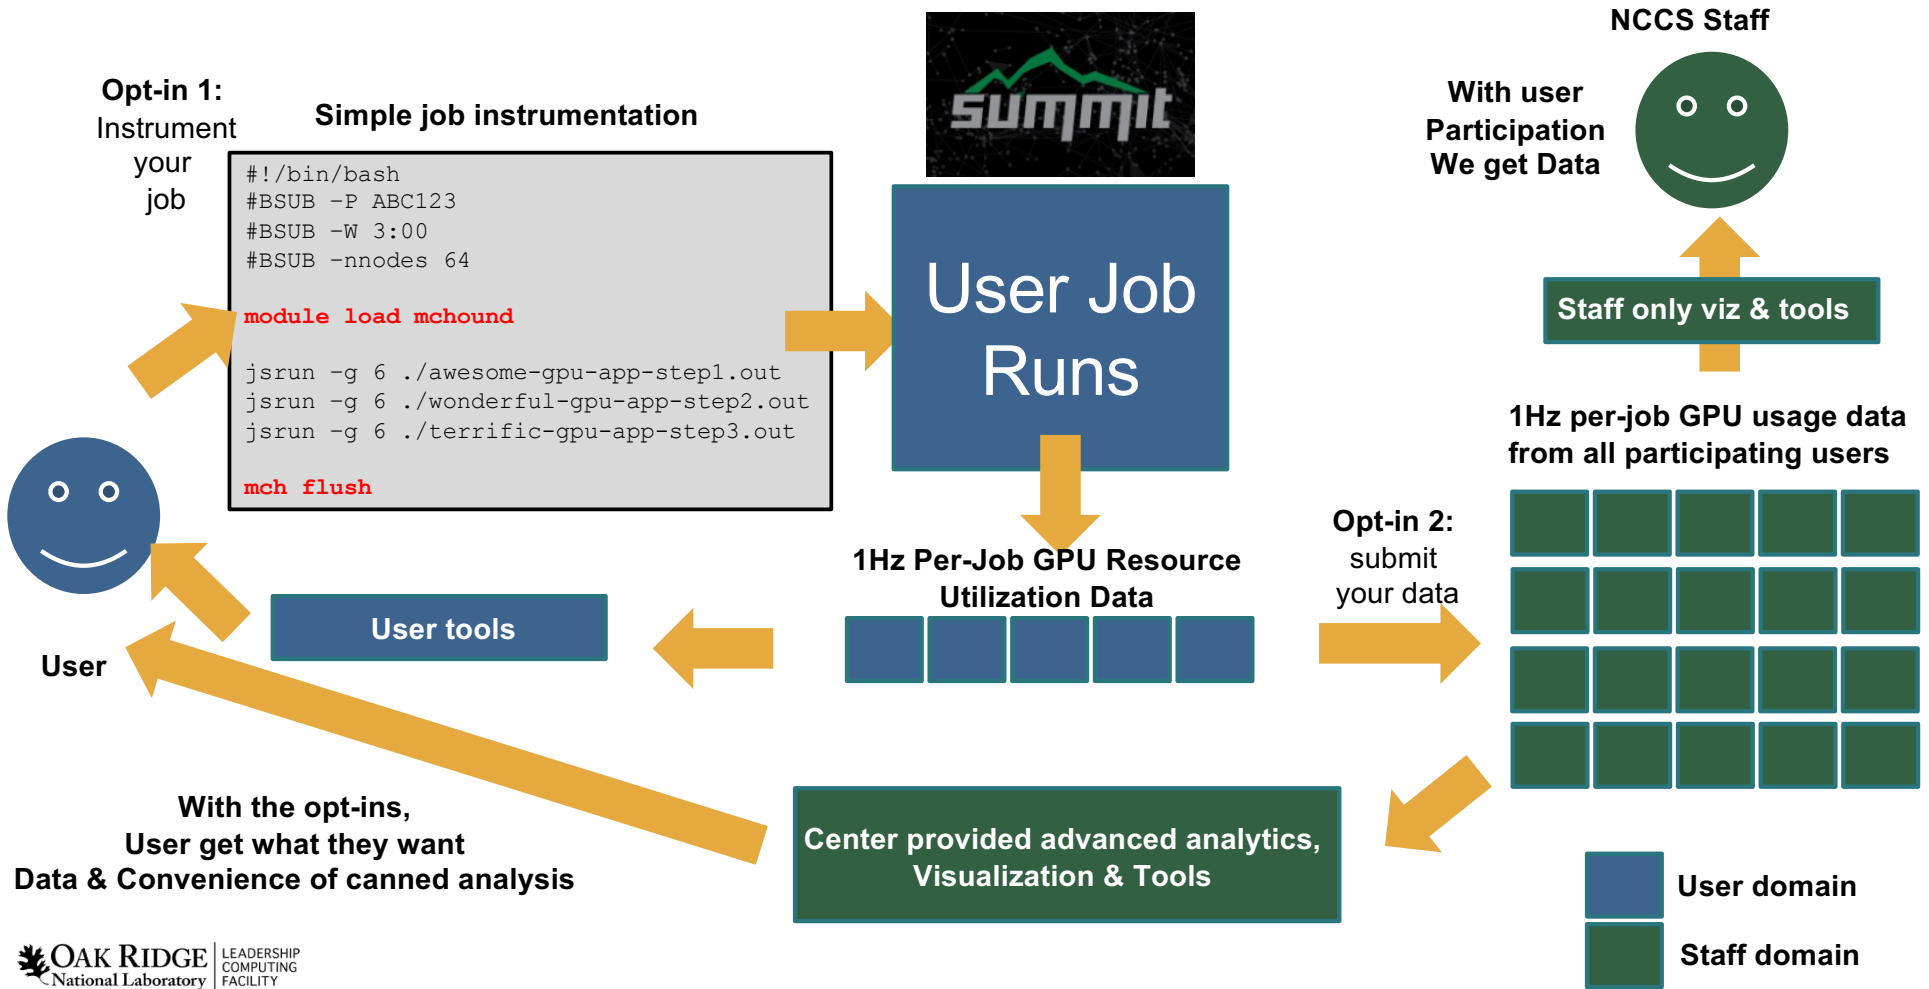 NCCS Staff
Opt-in 1:
Instrument
your
job
Simple job instrumentation
summit
With user
Participation
We get Data
#!/bin/bash
#BSUB –P ABC123
#BSUB –W 3:00
#BSUB –nnodes 64
module load mchound
jsrun –g 6 ./awesome-gpu-app-step1.out
jsrun –g 6 ./wonderful-gpu-app-step2.out
jsrun –g 6 ./terrific-gpu-app-step3.out
mch flush
User Job
Runs
Staff only viz & tools
1Hz per-job GPU usage data
from all participating users
Opt-in 2:
submit
your data
1Hz Per-Job GPU Resource
Utilization Data
User tools
User
With the opt-ins,
User get what they want
Data & Convenience of canned analysis
Center provided advanced analytics,
Visualization & Tools
User domain
Staff domain
OAK RIDGE
National Laboratory
LEADERSHIP
COMPUTING
FACILITY